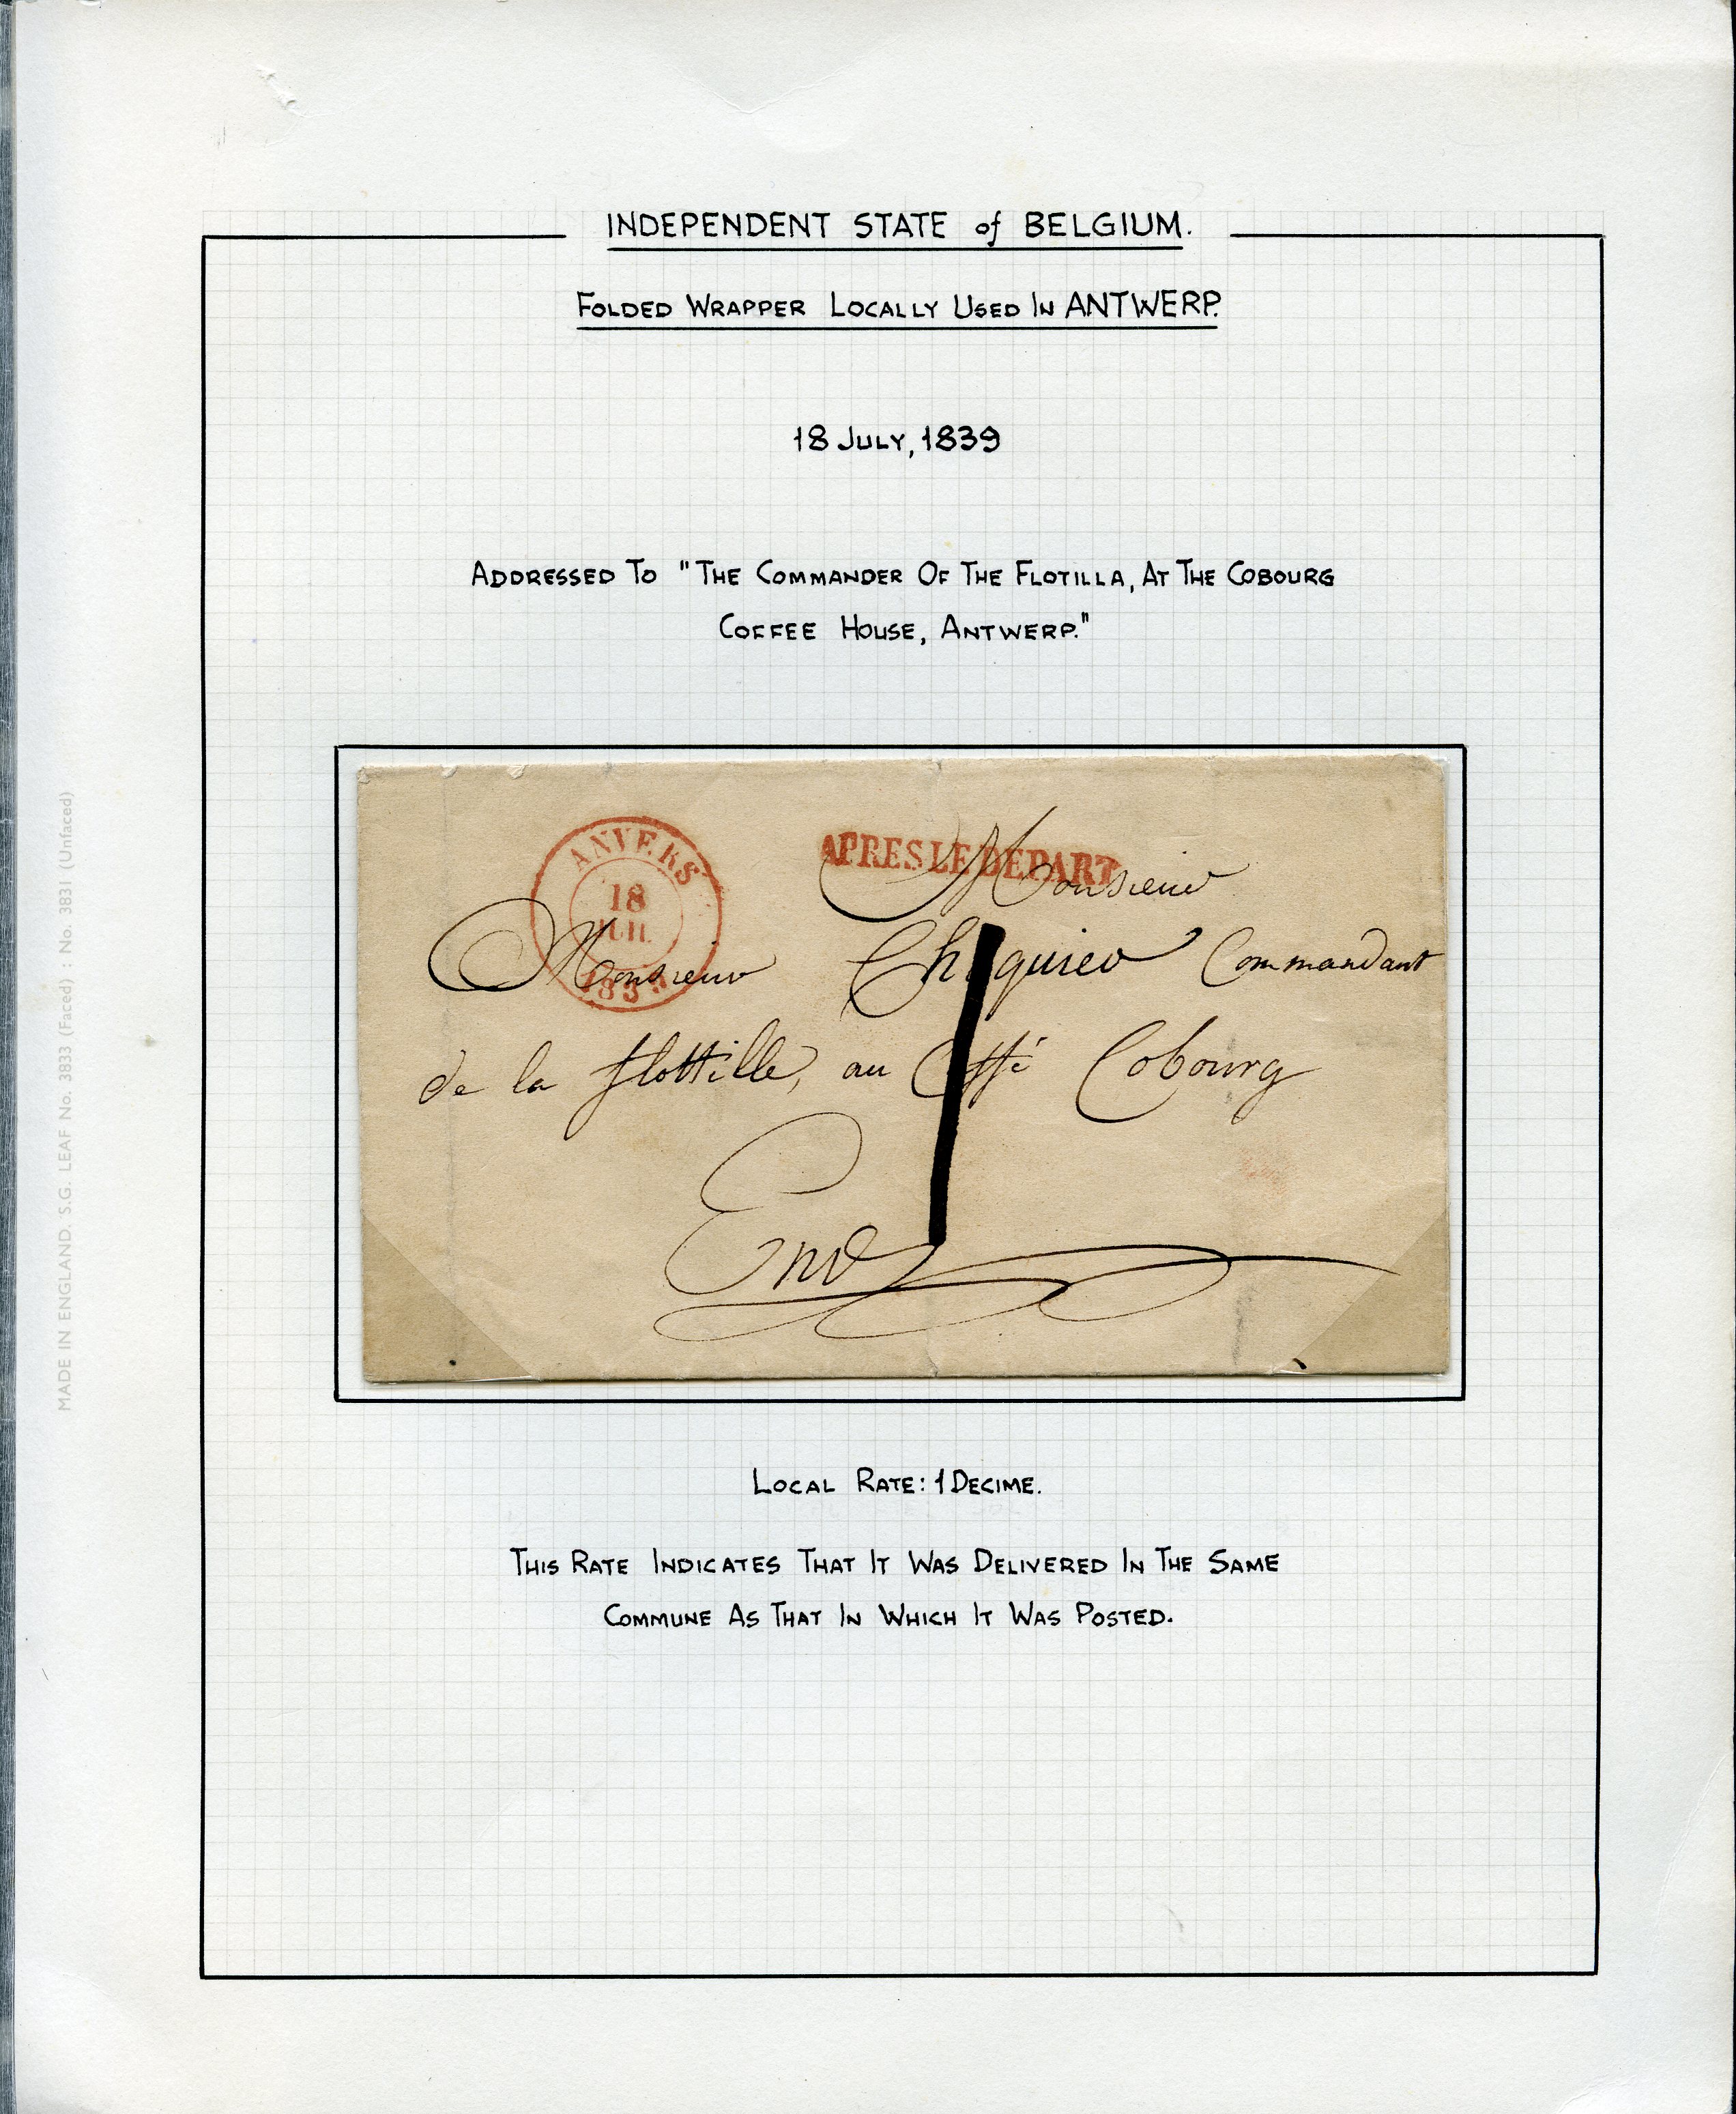 INDEPENDENT STATE of BELGIUM.
FOLDED WRAPPER LOCALLY USED IN ANTWERP.
18 JULY, 1839
ADDRESSED TO "THE COMMANDER OF THE FLOTILLA, AT THE COBOURG
COFFEE HOUSE, ANTWERP."
ANVERS
18
JUIL
1839
APRES LE DEPART
Monsieur
Monsieur Commandant
de la flottille, au Caffé Cobourg
LOCAL RATE: 1 DECIME.
THIS RATE INDICATES THAT IT WAS DELIVERED IN THE SAME
COMMUNE AS THAT IN WHICH IT WAS POSTED.
MADE IN ENGLAND. S.G. LEAF No. 3833 (Faced) : No. 3831 (Unfaced)